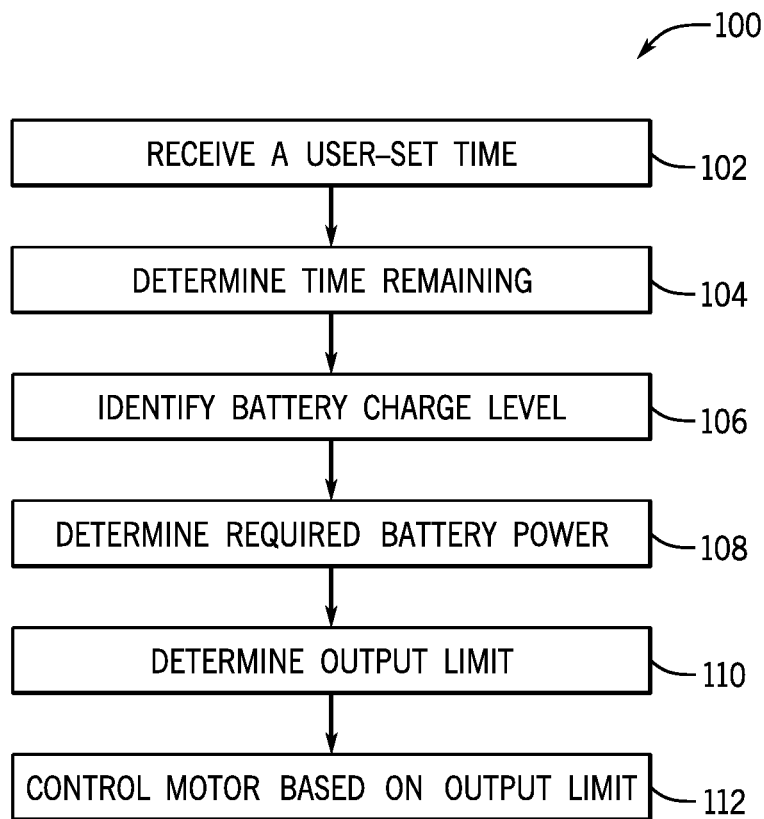 100
RECEIVE A USER–SET TIME
102
DETERMINE TIME REMAINING
104
IDENTIFY BATTERY CHARGE LEVEL
106
DETERMINE REQUIRED BATTERY POWER
108
DETERMINE OUTPUT LIMIT
110
CONTROL MOTOR BASED ON OUTPUT LIMIT
112